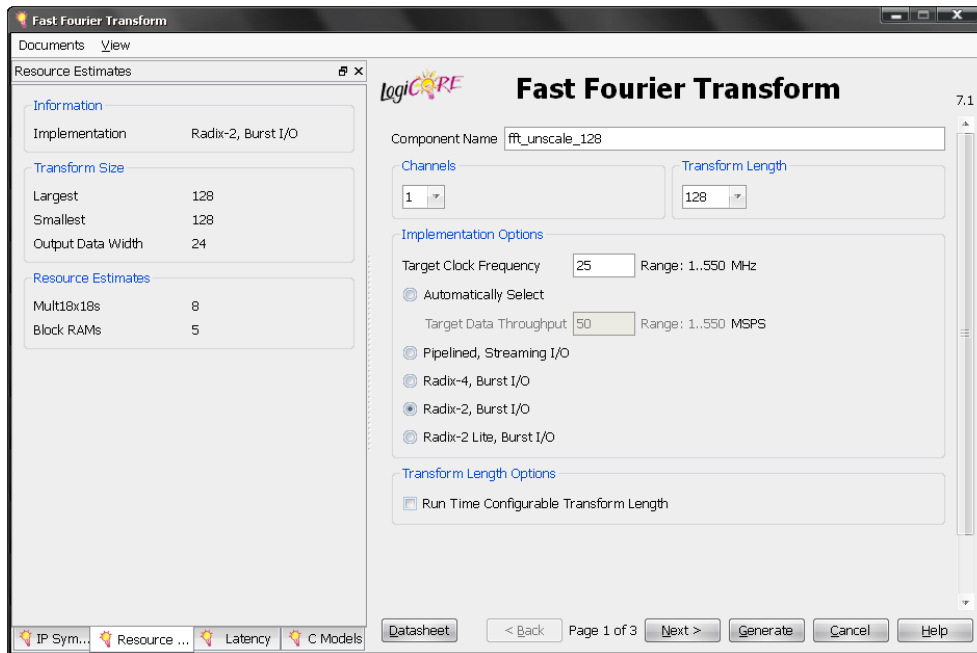 Fast Fourier Transform
Documents View
Resource Estimates
Information
Implementation Radix-2, Burst I/O
Transform Size
Largest 128
Smallest 128
Output Data Width 24
Resource Estimates
Mult18x18s 8
Block RAMs 5
IP Sym... Resource ... Latency C Models
LogiCORE Fast Fourier Transform
7.1
Component Name fft_unscale_128
Channels
1
Transform Length
128
Implementation Options
Target Clock Frequency 25 Range: 1..550 MHz
Automatically Select
Target Data Throughput 50 Range: 1..550 MSPS
Pipelined, Streaming I/O
Radix-4, Burst I/O
Radix-2, Burst I/O
Radix-2 Lite, Burst I/O
Transform Length Options
Run Time Configurable Transform Length
Datasheet < Back Page 1 of 3 Next > Generate Cancel Help